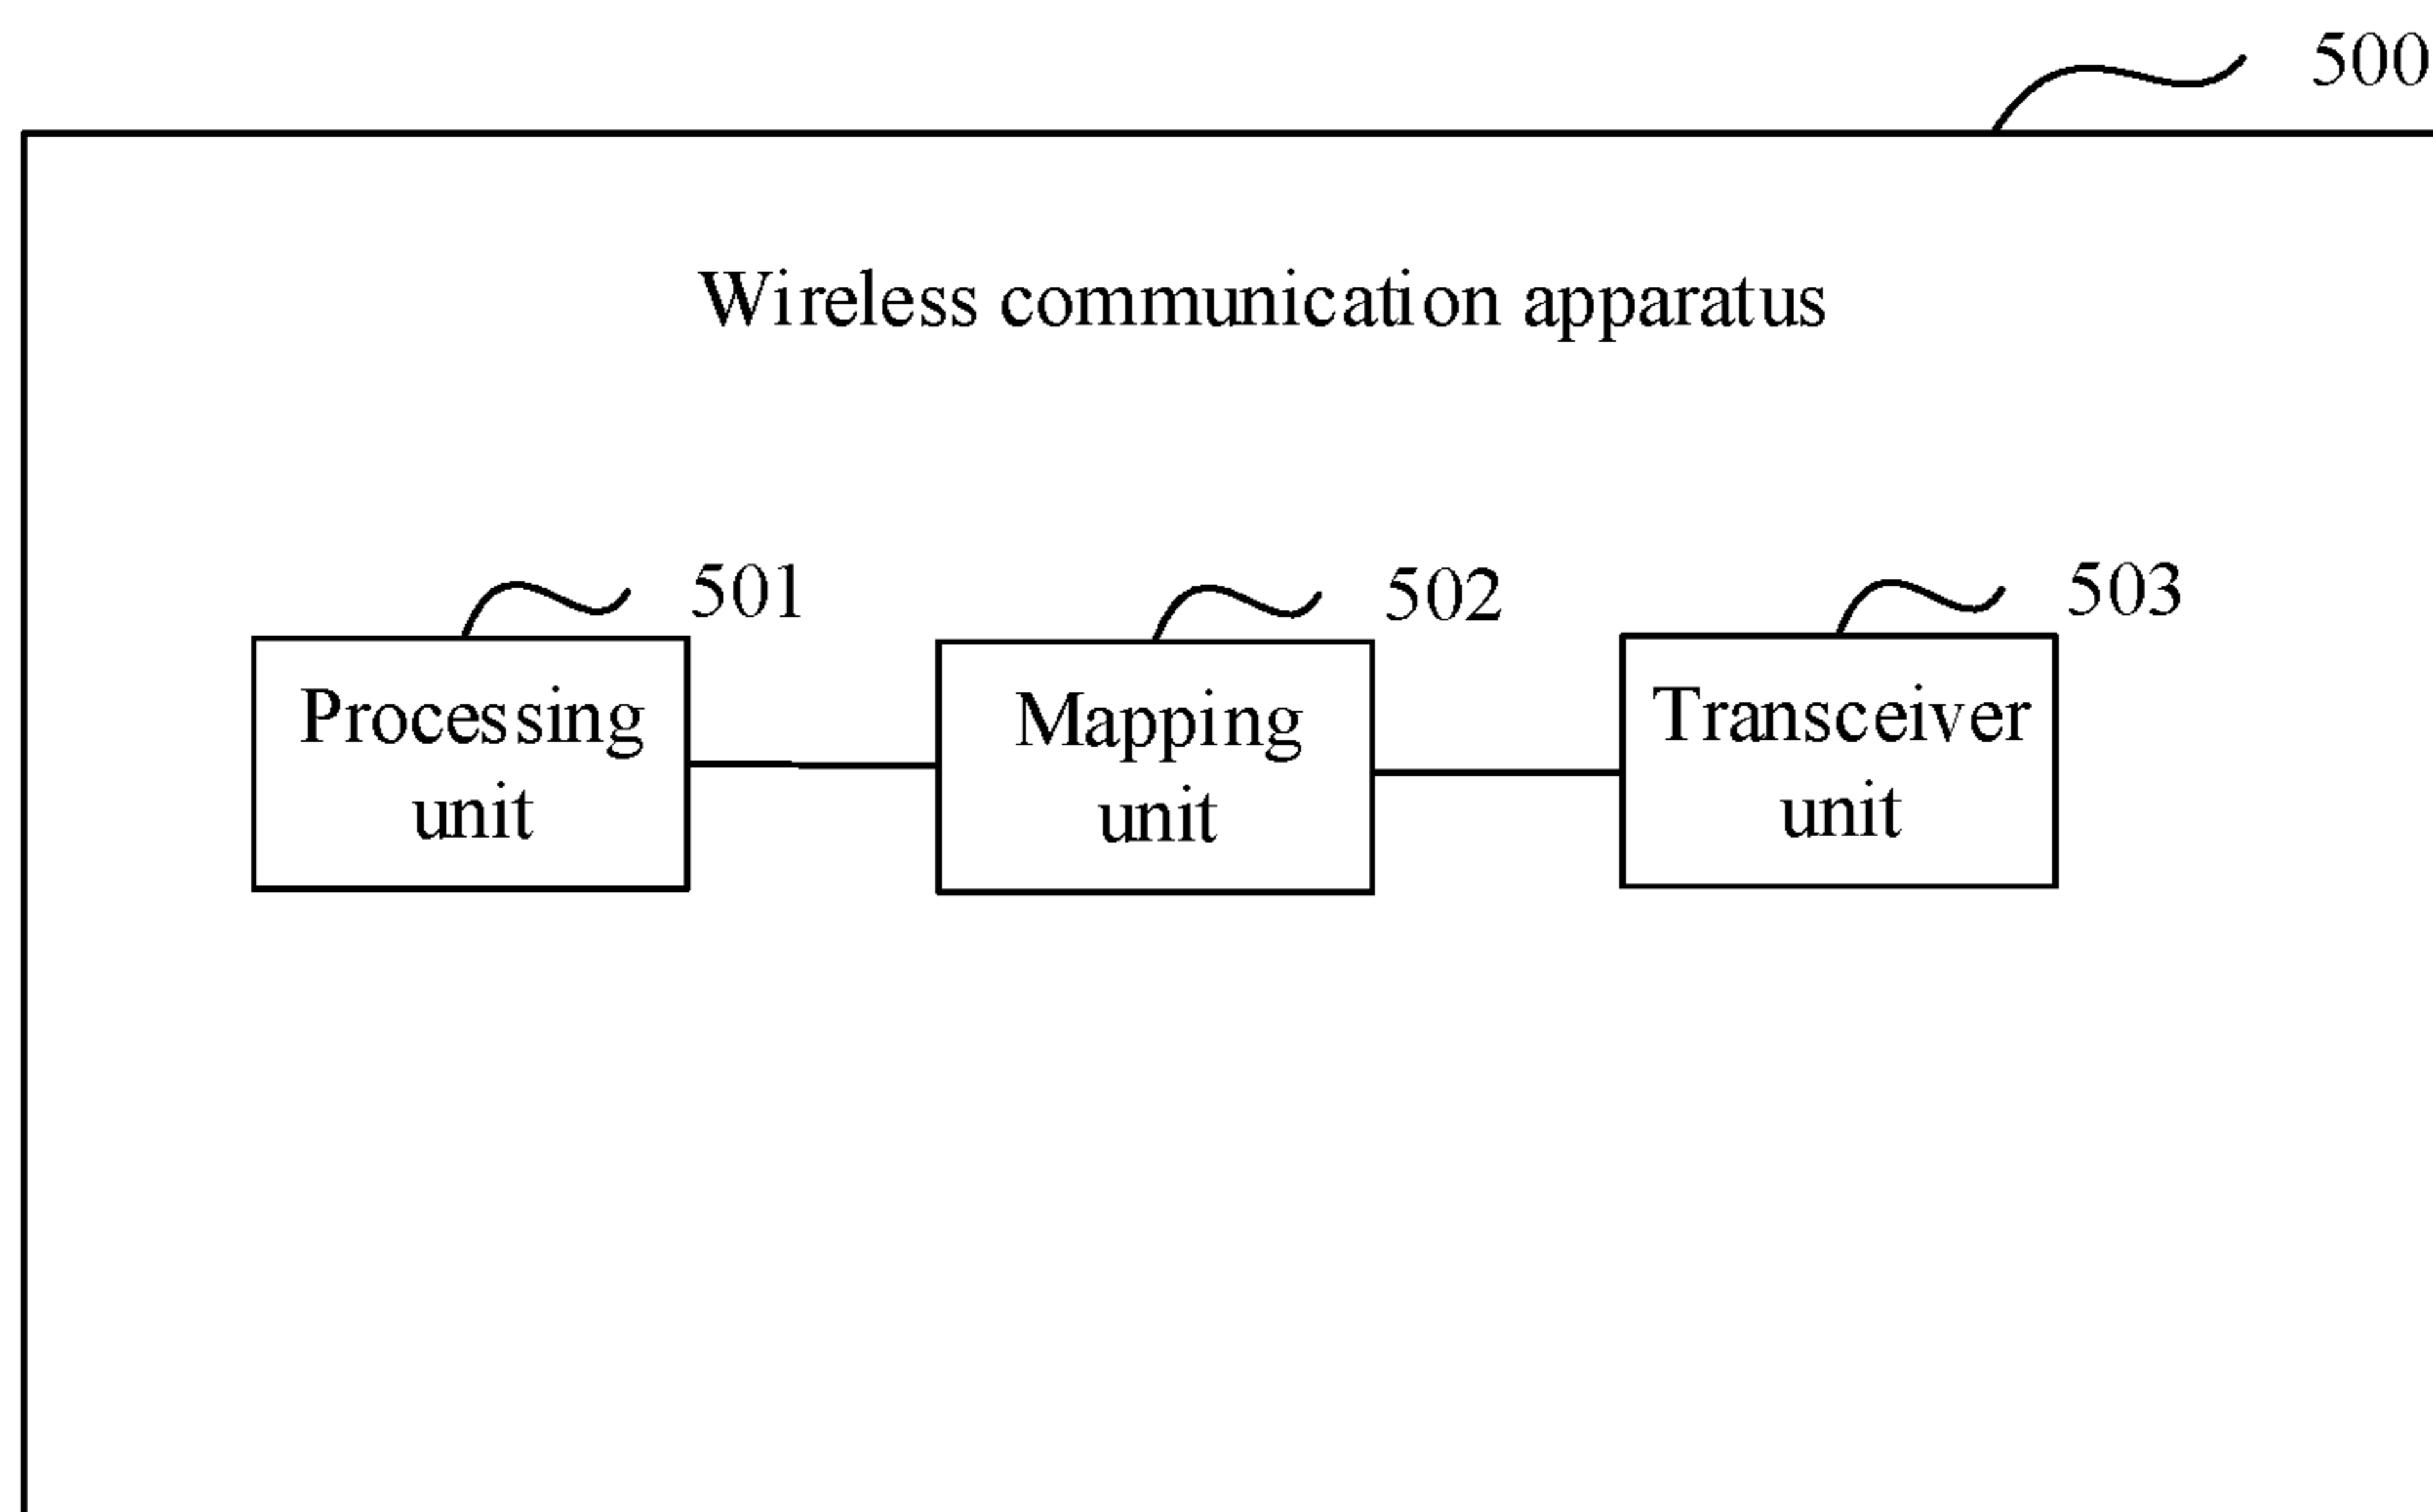 500
Wireless communication apparatus
501
502
503
Processing
unit
Mapping
unit
Transceiver
unit